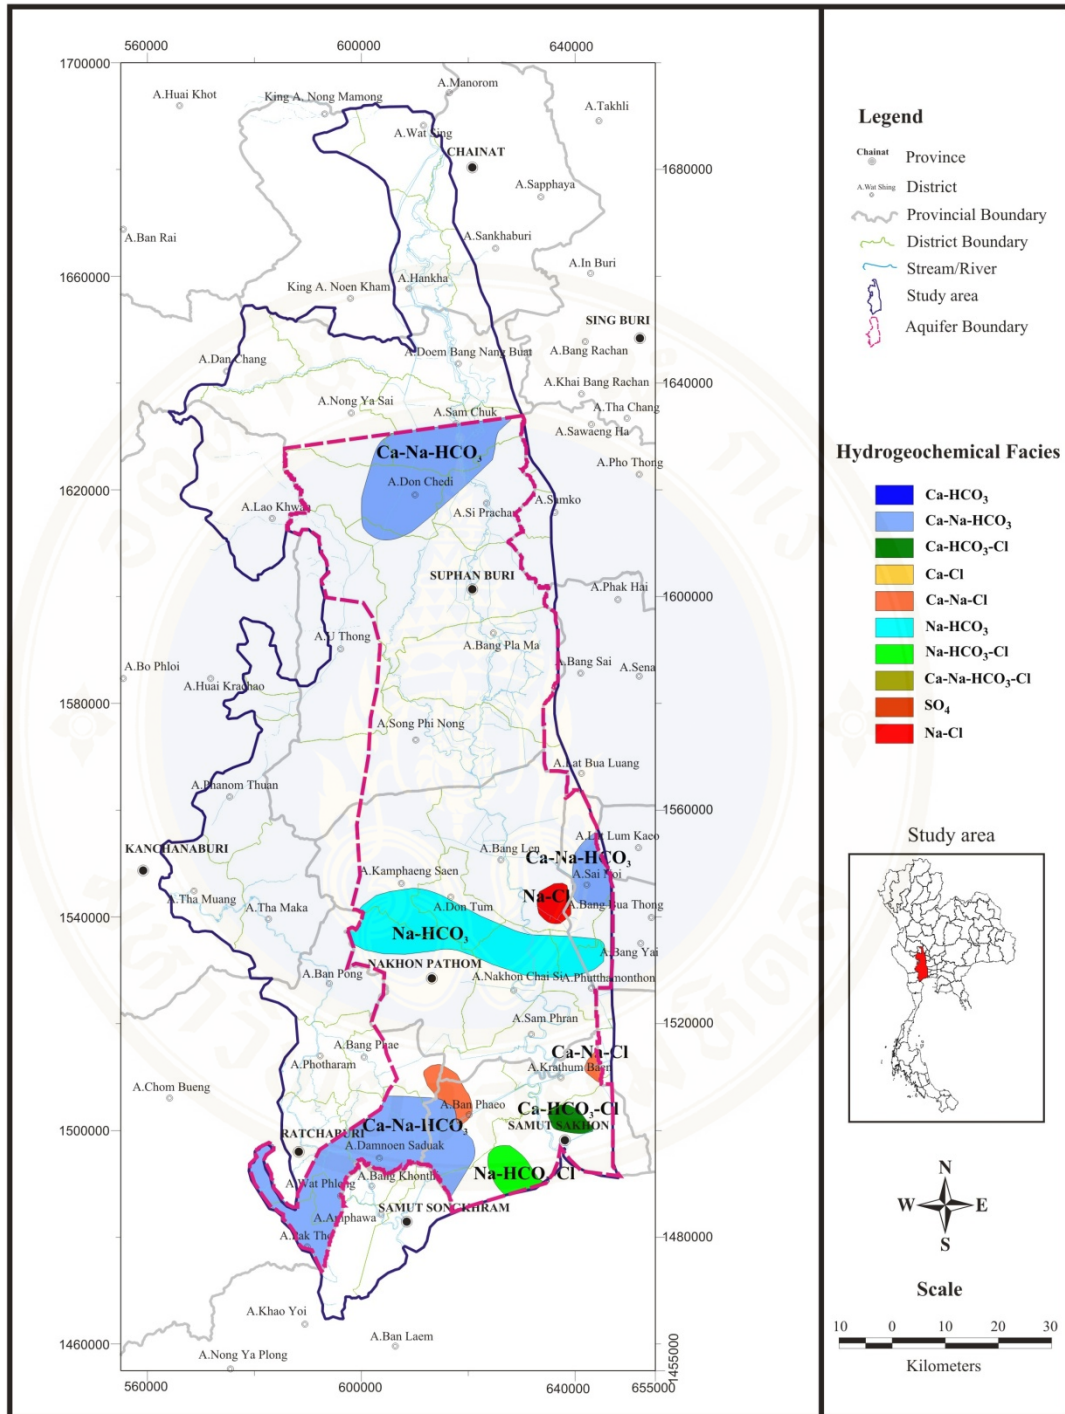 560000 600000 640000
1700000
A.Huai Khot
King A. Nong Mamong
A.Manorom
A.Takhli
A.Wat Sing
CHAINAT
1680000
A.Sapphaya
A.Ban Rai
A.Sankhaburi
A.In Buri
1660000
King A. Noen Kham
A.Hankha
SING BURI
A.Doem Bang Nang Buat
A.Bang Rachan
A.Dan Chang
A.Khai Bang Rachan
1640000
A.Nong Ya Sai
A.Sam Chuk
A.Tha Chang
A.Sawaeng Ha
Ca-Na-HCO₃
A.Pho Thong
1620000
A.Don Chedi
A.Lao Khwan
A.Si Prachan
A.Samko
SUPHAN BURI
1600000
A.Phak Hai
A.U Thong
A.Bang Pla Ma
A.Bo Phloi
A.Huai Krachao
A.Bang Sai
A.Sena
1580000
A.Song Phi Nong
A.Lat Bua Luang
A.Phanom Thuan
1560000
KANCHANABURI
A.Lat Lum Kaeo
A.Bang Len
Ca-Na-HCO₃
A.Kamphaeng Saen
A.Sai Noi
A.Tha Muang
A.Tha Maka
A.Don Tum
Na-Cl
A.Bang Bua Thong
1540000
Na-HCO₃
A.Bang Yai
A.Ban Pong
NAKHON PATHOM
A.Nakhon Chai Si
A.Phutthamonthon
1520000
A.Sam Phran
A.Bang Phae
A.Photharam
Ca-Na-Cl
A.Krathum Baen
A.Chom Bueng
A.Ban Phaeo
Ca-HCO₃-Cl
1500000
Ca-Na-HCO₃
RATCHABURI
SAMUT SAKHON
A.Damnoen Saduak
A.Bang Khonthi
Na-HCO₃ Cl
A.Wat Phleng
A.Amphawa
SAMUT SONGKHRAM
A.Pak Tho
1480000
A.Khao Yoi
A.Ban Laem
1460000
A.Nong Ya Plong
1455000
560000 600000 640000 655000
Legend
Chainat Province
A.Wat Shing District
Provincial Boundary
District Boundary
Stream/River
Study area
Aquifer Boundary
Hydrogeochemical Facies
Ca-HCO₃
Ca-Na-HCO₃
Ca-HCO₃-Cl
Ca-Cl
Ca-Na-Cl
Na-HCO₃
Na-HCO₃-Cl
Ca-Na-HCO₃-Cl
SO₄
Na-Cl
Study area
N
W E
S
Scale
10 0 10 20 30
Kilometers